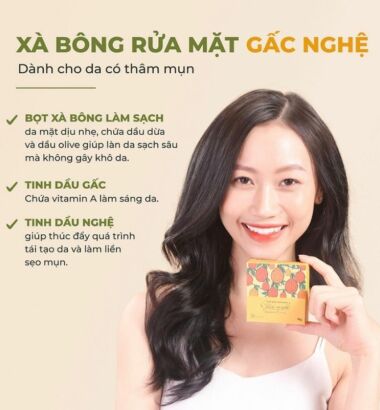 XÀ BÔNG RỬA MẶT GẤC NGHỆ
Dành cho da có thâm mụn
BỌT XÀ BÔNG LÀM SẠCH
da mặt dịu nhẹ, chứa dầu dừa
và dầu olive giúp làn da sạch sâu
mà không gây khô da.
TINH DẦU GẤC
Chứa vitamin A làm sáng da.
TINH DẦU NGHỆ
giúp thúc đẩy quá trình
tái tạo da và làm liền
sẹo mụn.